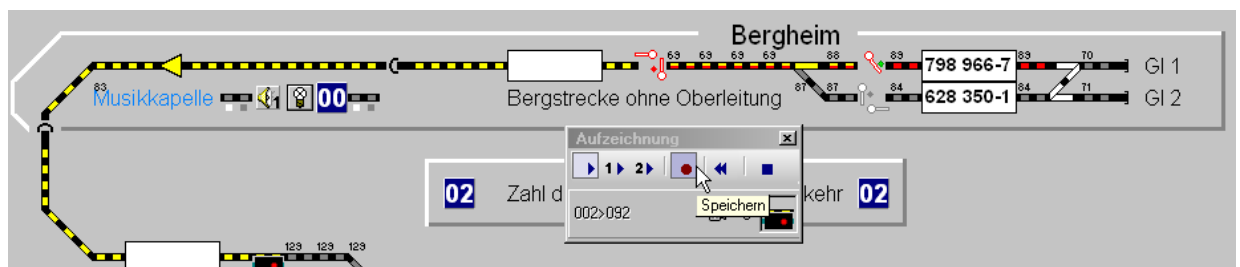 Bergheim
69 69 69 69 88 89 798 966-7 89 70 Gl 1
83
Musikkapelle 1 00 Bergstrecke ohne Oberleitung 87 87 84 628 350-1 84 71 Gl 2
Aufzeichnung
1 2
02 Zahl d kehr 02
Speichern
002>092
129 129 129